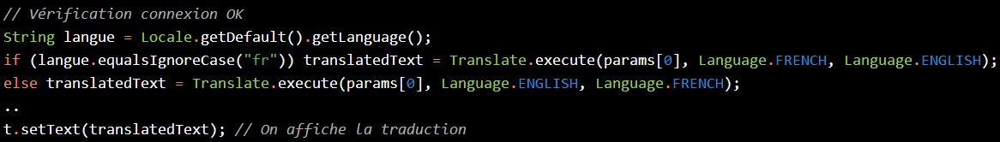 // Vérification connexion OK
String langue = Locale.getDefault().getLanguage();
if (langue.equalsIgnoreCase("fr")) translatedText = Translate.execute(params[0], Language.FRENCH, Language.ENGLISH);
else translatedText = Translate.execute(params[0], Language.ENGLISH, Language.FRENCH);
..
t.setText(translatedText); // On affiche la traduction